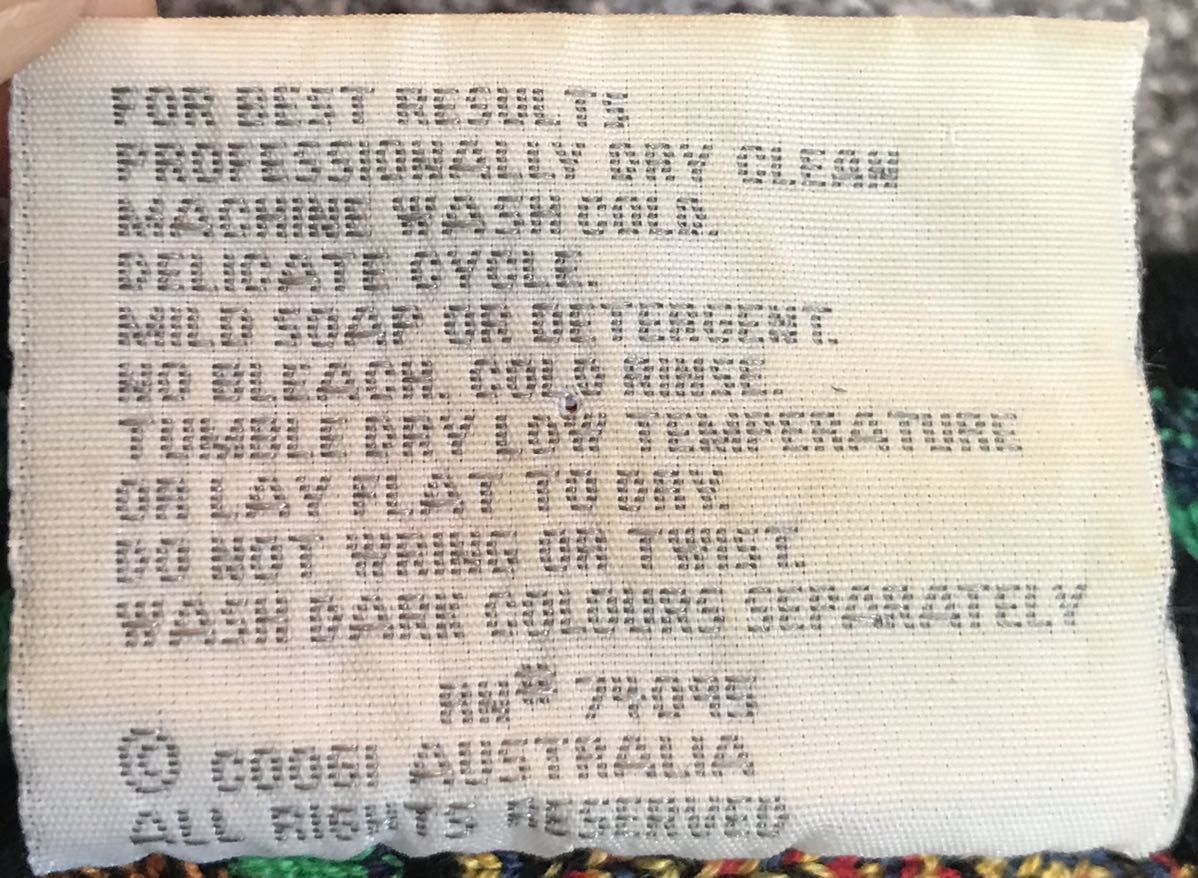 FOR BEST RESULTS
PROFESSIONALLY DRY CLEAN
MACHINE WASH COLD.
DELICATE CYCLE.
MILD SOAP OR DETERGENT.
NO BLEACH. COLD RINSE.
TUMBLE DRY LOW TEMPERATURE
OR LAY FLAT TO DRY.
DO NOT WRING OR TWIST.
WASH DARK COLOURS SEPARATELY
RN# 74095
© COOGI AUSTRALIA
ALL RIGHTS RESERVED